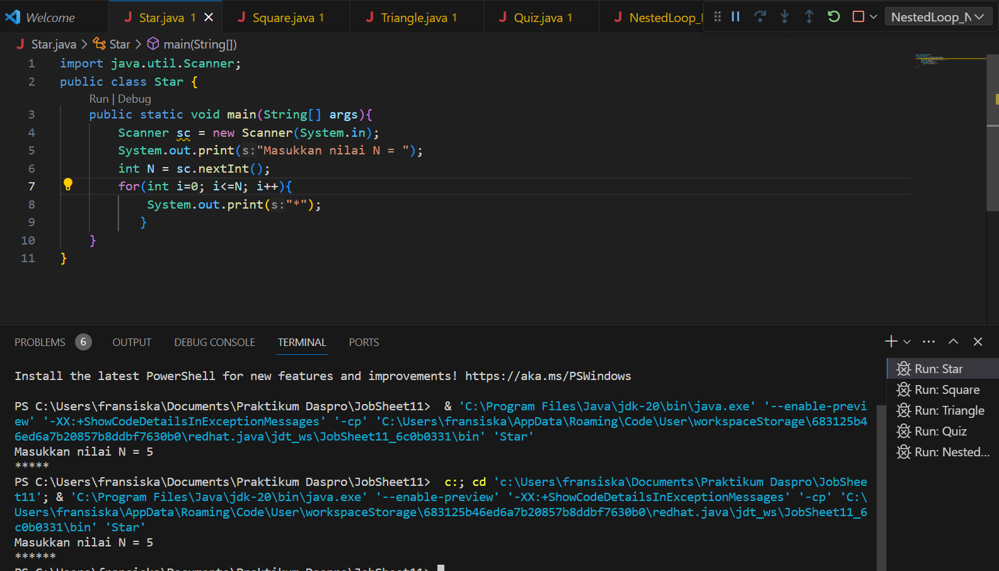 Welcome
J Star.java 1
J Square.java 1
J Triangle.java 1
J Quiz.java 1
J NestedLoop_
NestedLoop_N
J Star.java > Star > main(String[])
1 import java.util.Scanner;
2 public class Star {
Run | Debug
3 public static void main(String[] args){
4 Scanner sc = new Scanner(System.in);
5 System.out.print(s:"Masukkan nilai N = ");
6 int N = sc.nextInt();
7 for(int i=0; i<=N; i++){
8 System.out.print(s:"*");
9 }
10 }
11 }
PROBLEMS 6 OUTPUT DEBUG CONSOLE TERMINAL PORTS
Install the latest PowerShell for new features and improvements! https://aka.ms/PSWindows
PS C:\Users\fransiska\Documents\Praktikum Daspro\JobSheet11>  & 'C:\Program Files\Java\jdk-20\bin\java.exe' '--enable-previ
ew' '-XX:+ShowCodeDetailsInExceptionMessages' '-cp' 'C:\Users\fransiska\AppData\Roaming\Code\User\workspaceStorage\683125b4
6ed6a7b20857b8ddbf7630b0\redhat.java\jdt_ws\JobSheet11_6c0b0331\bin' 'Star'
Masukkan nilai N = 5
*****
PS C:\Users\fransiska\Documents\Praktikum Daspro\JobSheet11>  c:; cd 'c:\Users\fransiska\Documents\Praktikum Daspro\JobShee
t11'; & 'C:\Program Files\Java\jdk-20\bin\java.exe' '--enable-preview' '-XX:+ShowCodeDetailsInExceptionMessages' '-cp' 'C:\
Users\fransiska\AppData\Roaming\Code\User\workspaceStorage\683125b46ed6a7b20857b8ddbf7630b0\redhat.java\jdt_ws\JobSheet11_6
c0b0331\bin' 'Star'
Masukkan nilai N = 5
******
PS C:\Users\fransiska\Documents\Praktikum Daspro\JobSheet11>
Run: Star
Run: Square
Run: Triangle
Run: Quiz
Run: Nested...